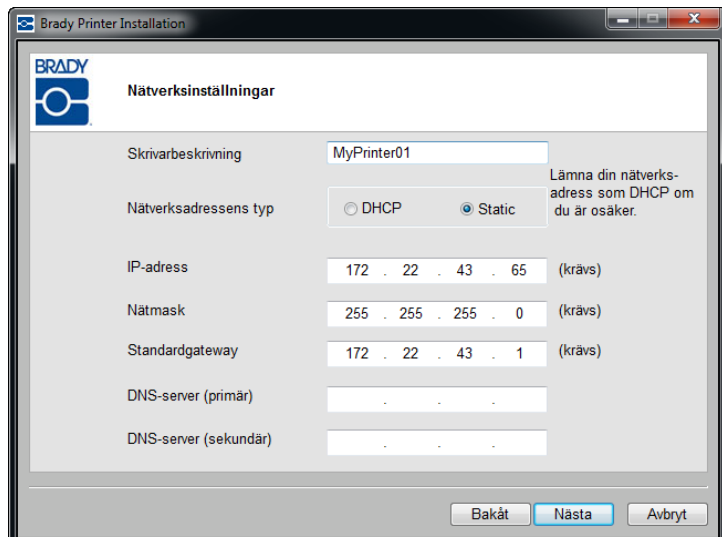 Brady Printer Installation
BRADY
Nätverksinställningar
Skrivarbeskrivning MyPrinter01
Lämna din nätverks-
adress som DHCP om
du är osäker.
Nätverksadressens typ DHCP Static
IP-adress 172 . 22 . 43 . 65 (krävs)
Nätmask 255 . 255 . 255 . 0 (krävs)
Standardgateway 172 . 22 . 43 . 1 (krävs)
DNS-server (primär) . . .
DNS-server (sekundär) . . .
Bakåt Nästa Avbryt